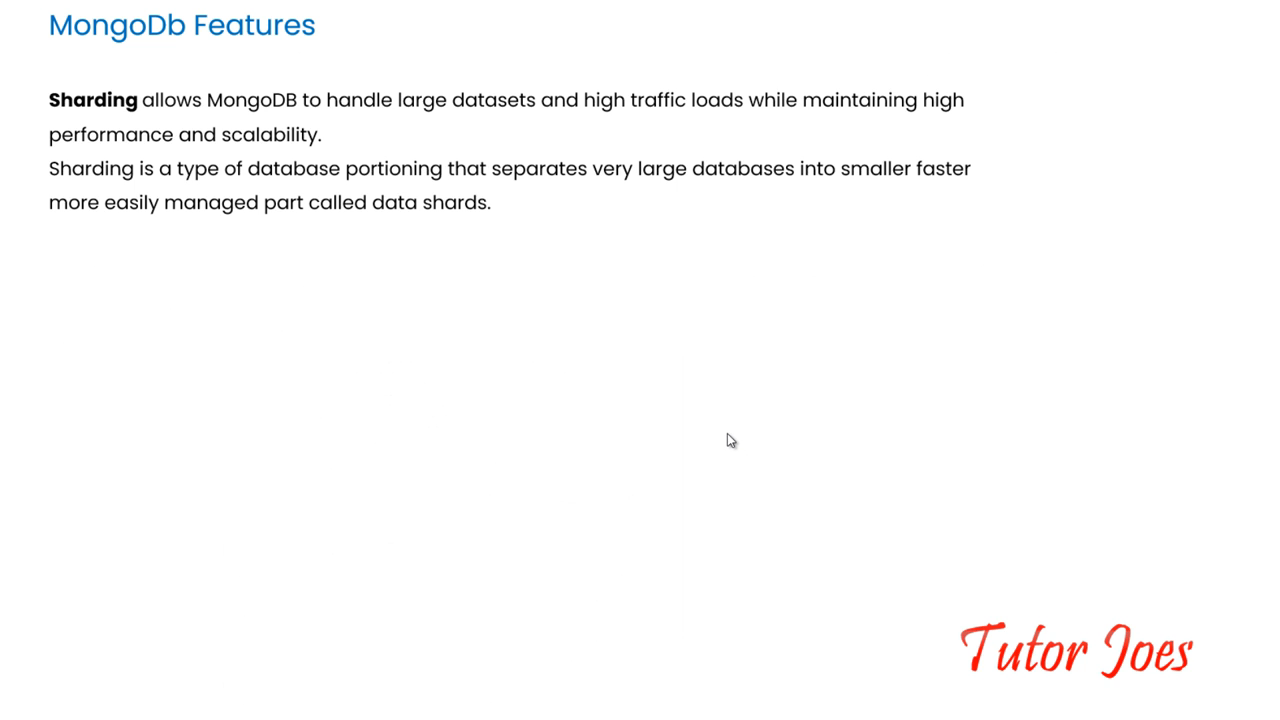 MongoDb Features
Sharding allows MongoDB to handle large datasets and high traffic loads while maintaining high
performance and scalability.
Sharding is a type of database portioning that separates very large databases into smaller faster
more easily managed part called data shards.
Tutor Joes